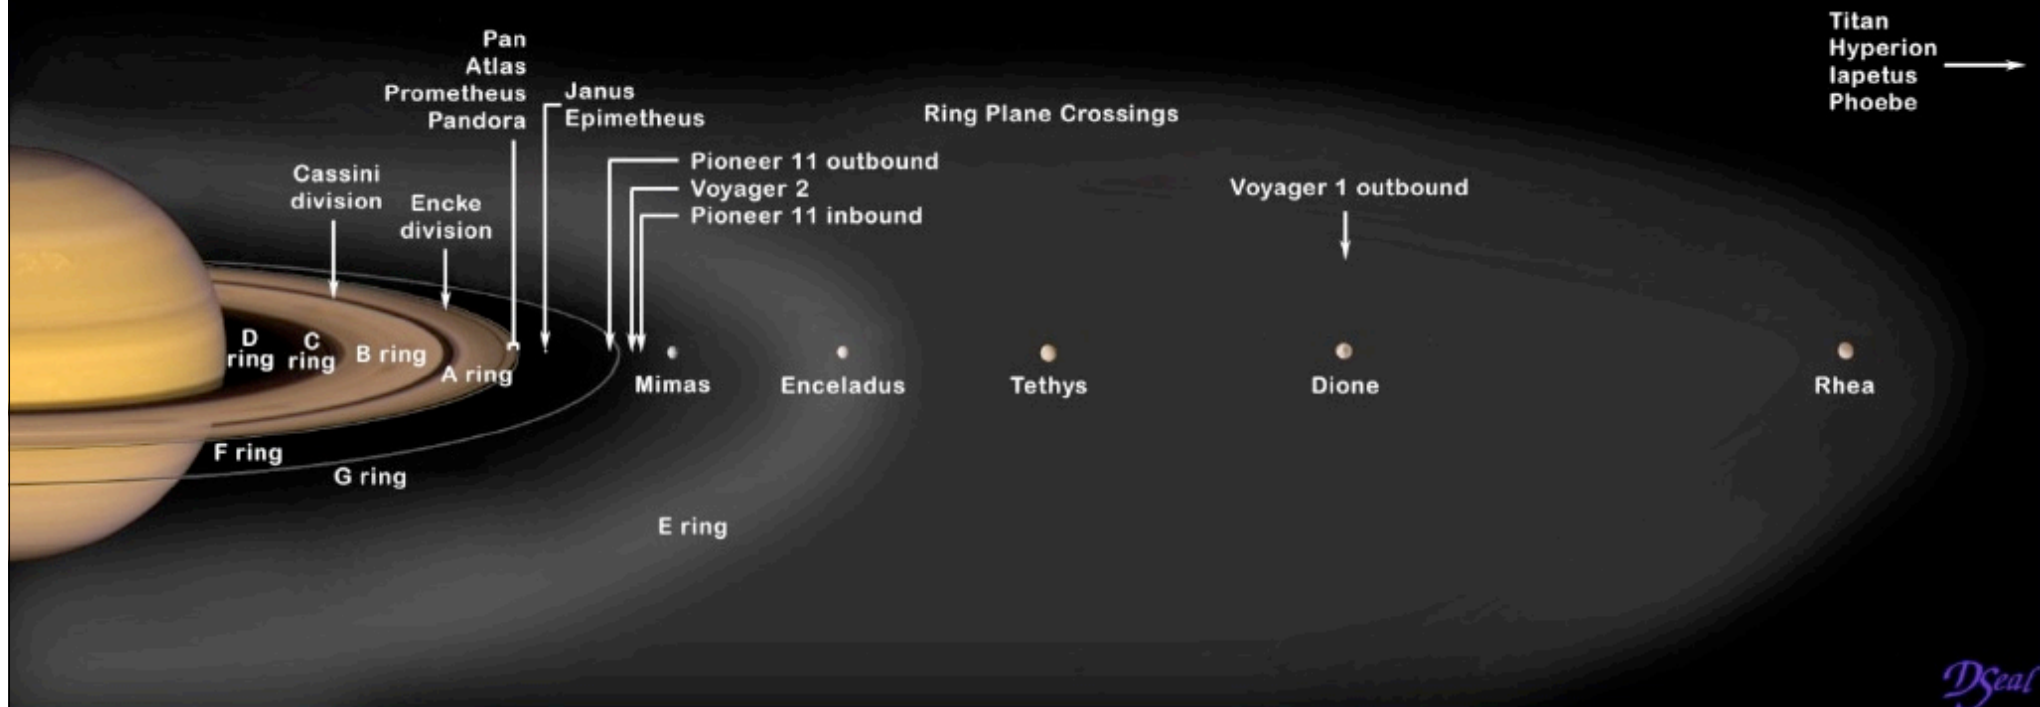 Titan
Hyperion
Iapetus
Phoebe
Pan
Atlas
Prometheus
Pandora
Janus
Epimetheus
Ring Plane Crossings
Pioneer 11 outbound
Voyager 2
Pioneer 11 inbound
Voyager 1 outbound
Cassini
division
Encke
division
D
ring
C
ring
B ring
A ring
Mimas
Enceladus
Tethys
Dione
Rhea
F ring
G ring
E ring
DSeal